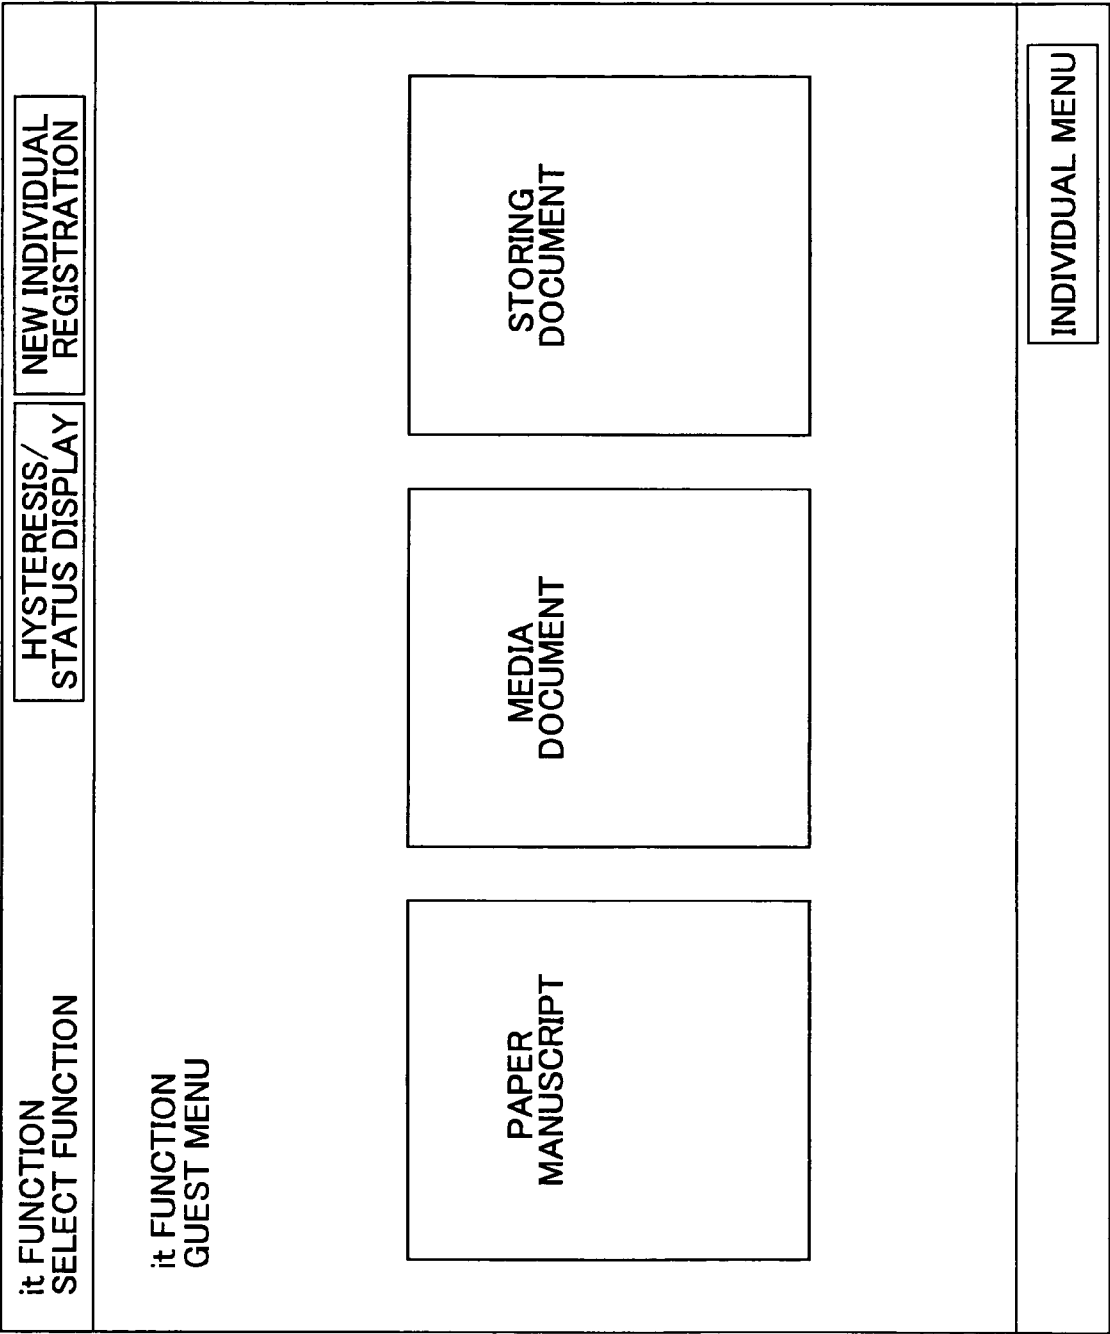 it FUNCTION
SELECT FUNCTION
HYSTERESIS/
STATUS DISPLAY
NEW INDIVIDUAL
REGISTRATION
it FUNCTION
GUEST MENU
PAPER
MANUSCRIPT
MEDIA
DOCUMENT
STORING
DOCUMENT
INDIVIDUAL MENU